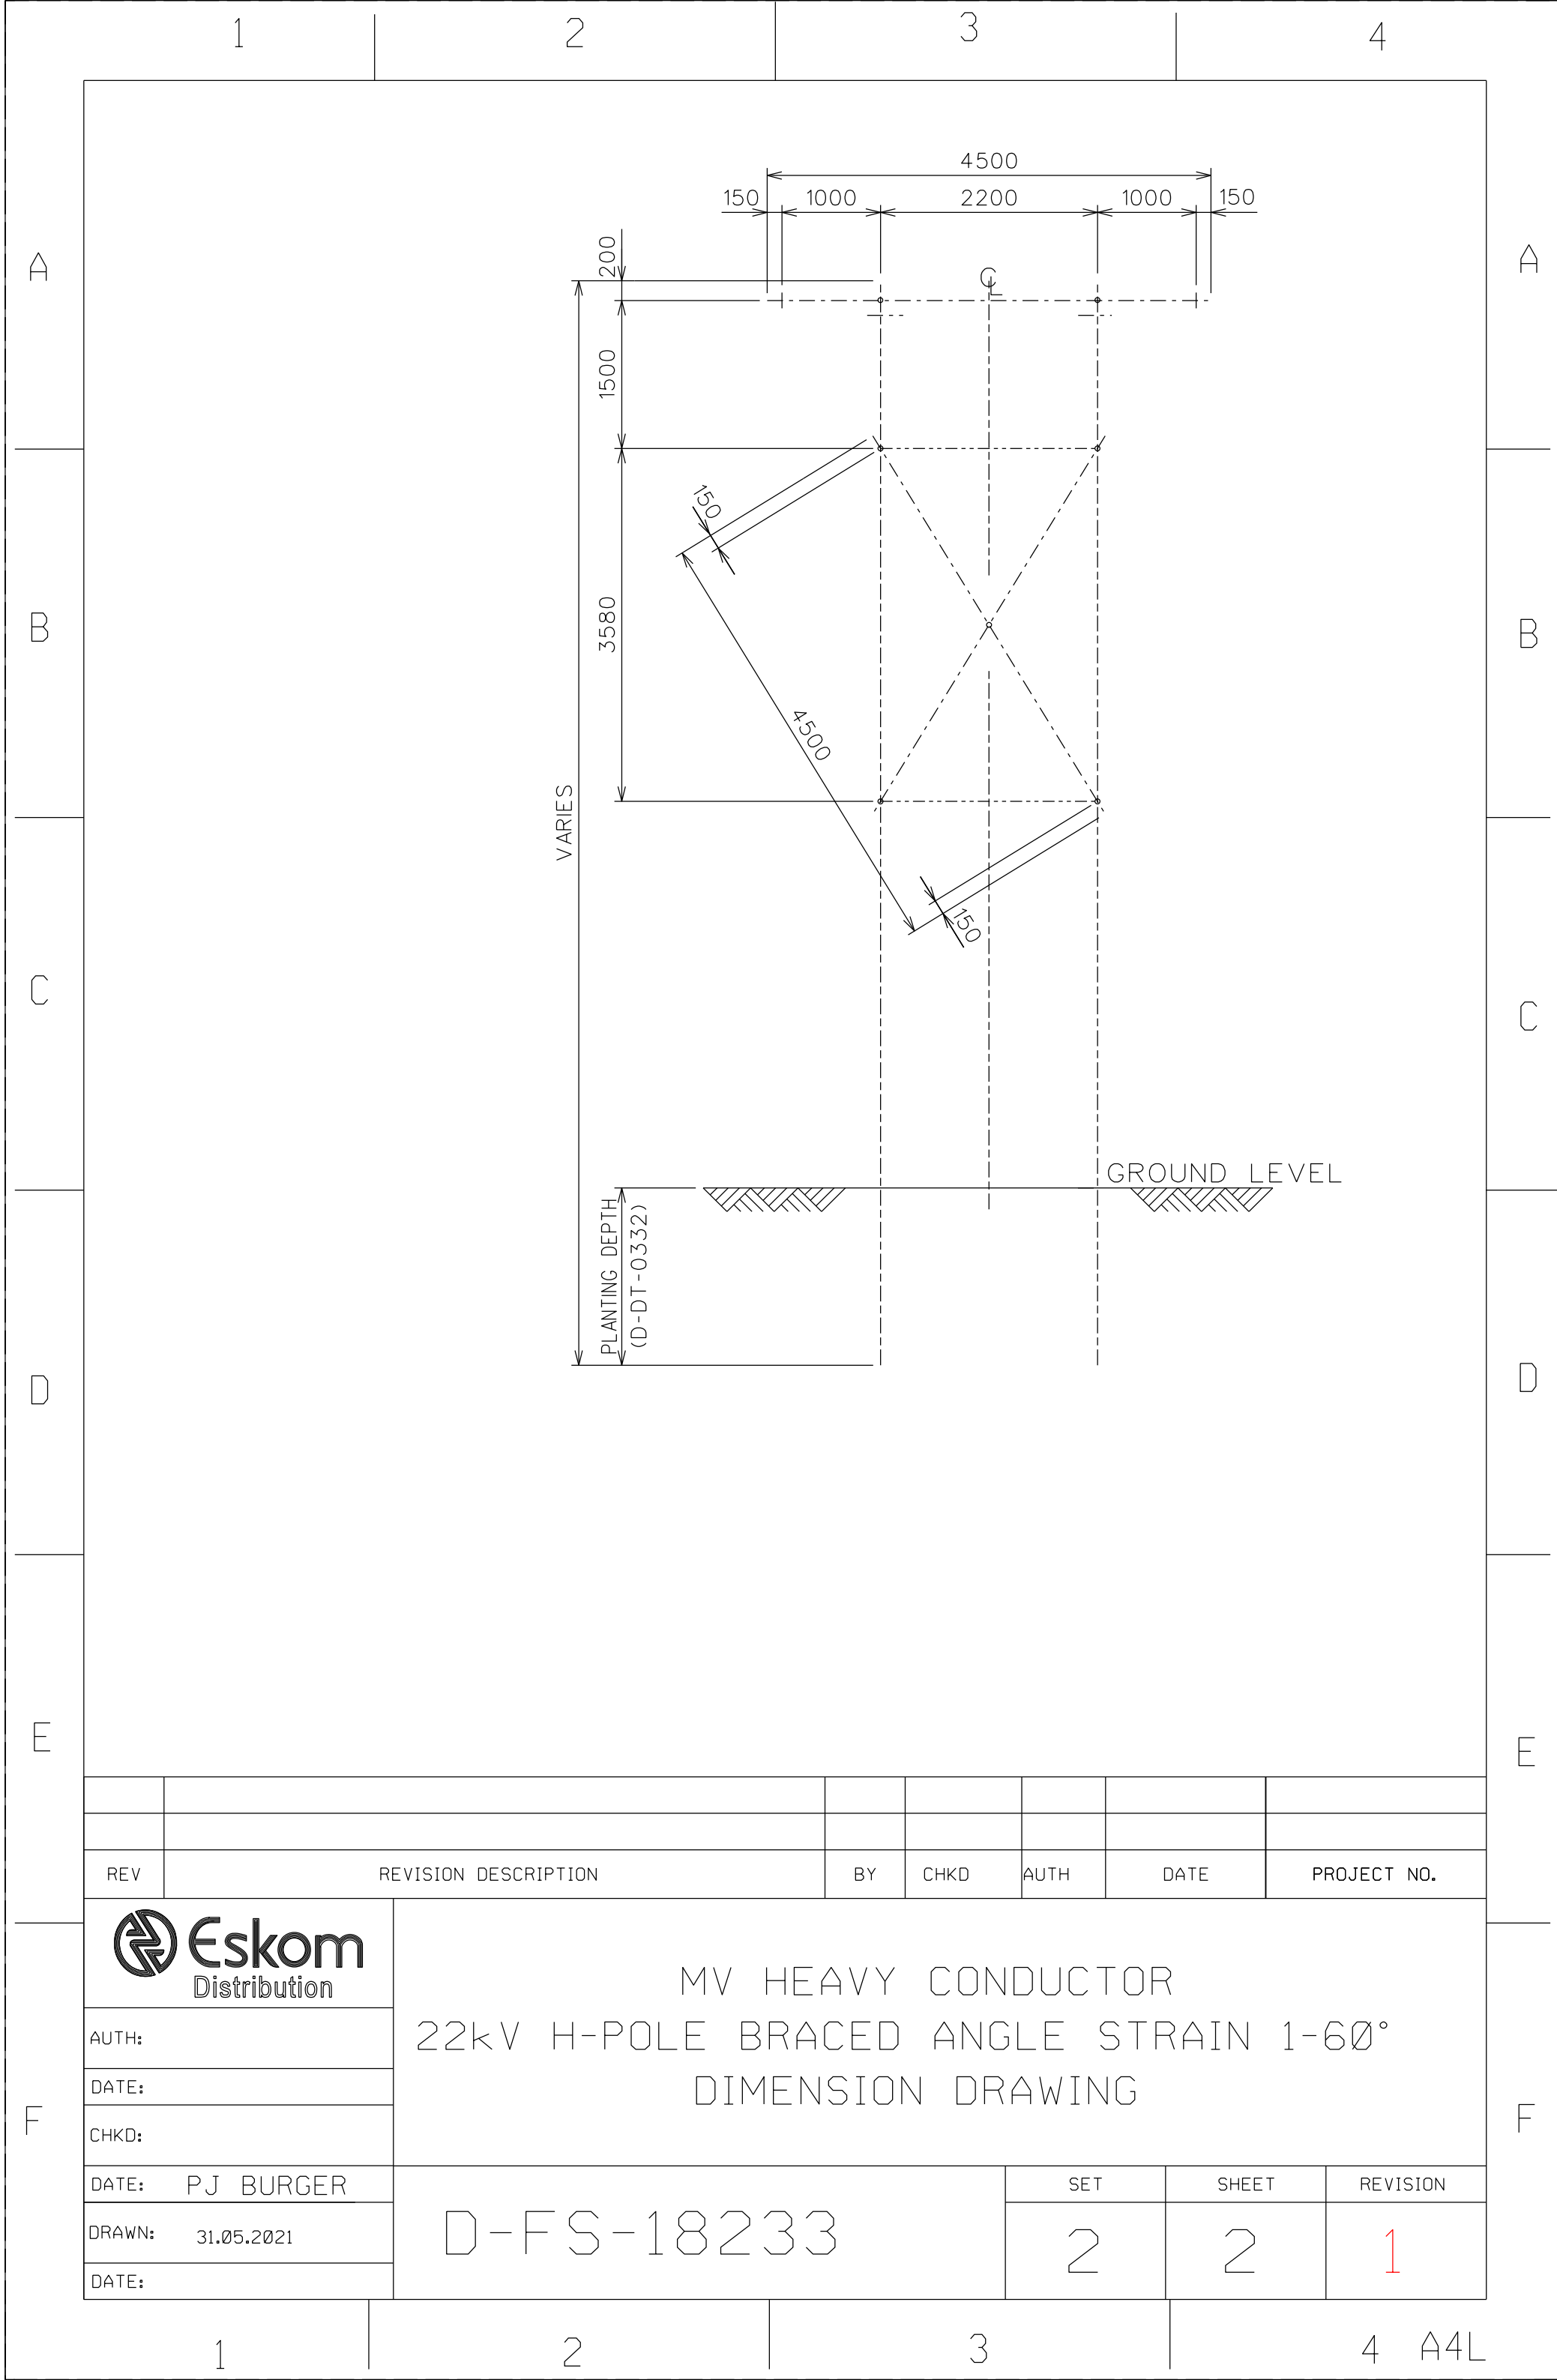 1 2 3 4
4500
150 1000 2200 1000 150
200
A A
CL
1500
150
3580
B B
4500
VARIES
150
C C
GROUND LEVEL
PLANTING DEPTH
(D-DT-0332)
D D
E E
REV REVISION DESCRIPTION BY CHKD AUTH DATE PROJECT NO.
Eskom
Distribution
MV HEAVY CONDUCTOR
22kV H-POLE BRACED ANGLE STRAIN 1-60°
DIMENSION DRAWING
AUTH:
DATE:
F F
CHKD:
DATE: PJ BURGER
SET SHEET REVISION
DRAWN: 31.05.2021
D-FS-18233
2 2 1
DATE:
1 2 3 4 A4L